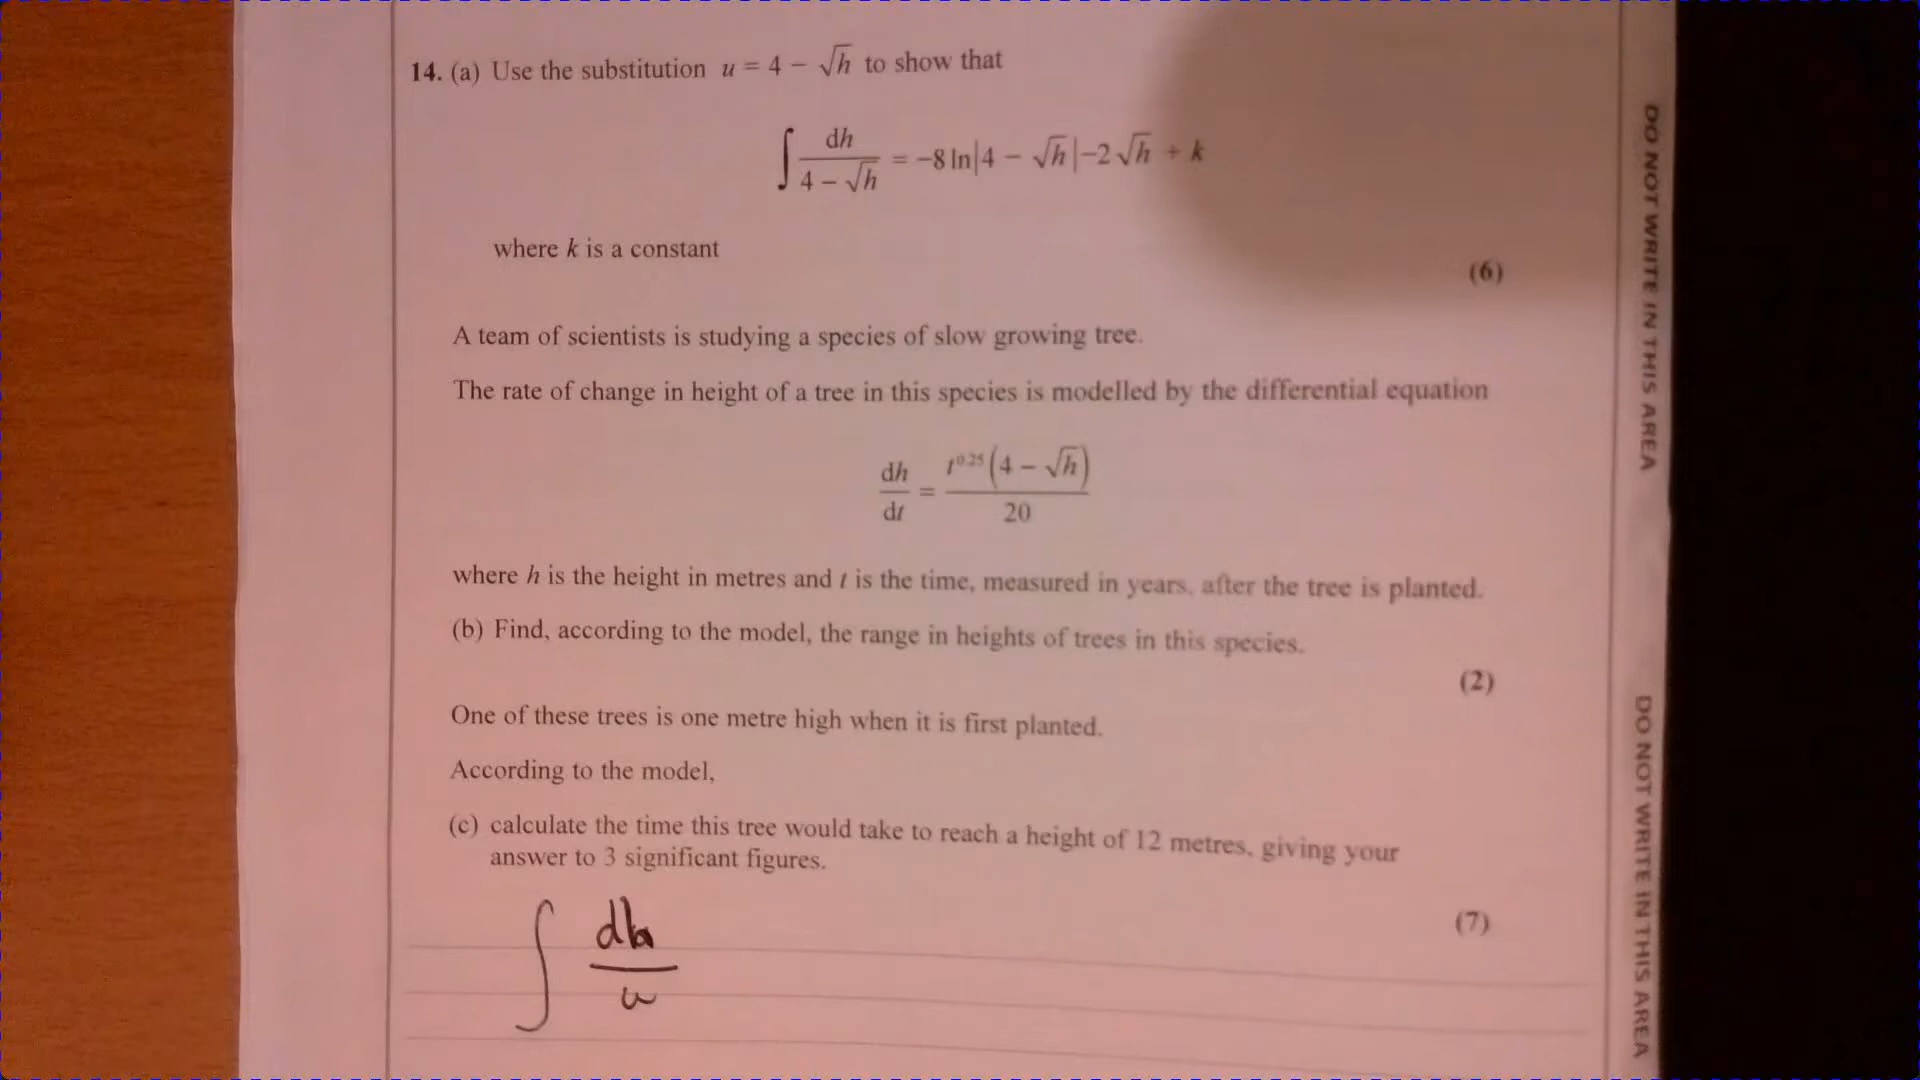 14. (a) Use the substitution u = 4 − √h to show that
∫ dh/(4 − √h) = −8 ln|4 − √h| −2√h + k
where k is a constant
(6)
A team of scientists is studying a species of slow growing tree.
The rate of change in height of a tree in this species is modelled by the differential equation
dh/dt = t^0.25(4 − √h)/20
where h is the height in metres and t is the time, measured in years, after the tree is planted.
(b) Find, according to the model, the range in heights of trees in this species.
(2)
One of these trees is one metre high when it is first planted.
According to the model,
(c) calculate the time this tree would take to reach a height of 12 metres, giving your
answer to 3 significant figures.
(7)
∫ dh/u
DO NOT WRITE IN THIS AREA
DO NOT WRITE IN THIS AREA